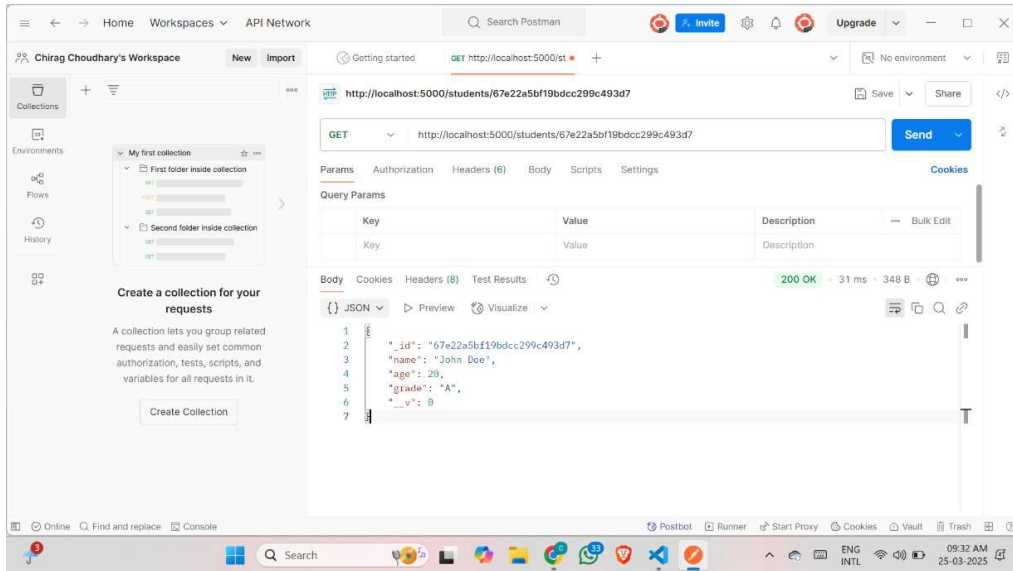 Home Workspaces API Network Search Postman Invite Upgrade
Chirag Choudhary's Workspace New Import Getting started GET http://localhost:5000/st No environment
Collections
Environments
Flows
History
My first collection
First folder inside collection
GET
POST
GET
Second folder inside collection
GET
GET
Create a collection for your
requests
A collection lets you group related
requests and easily set common
authorization, tests, scripts, and
variables for all requests in it.
Create Collection
HTTP http://localhost:5000/students/67e22a5bf19bdcc299c493d7 Save Share
GET http://localhost:5000/students/67e22a5bf19bdcc299c493d7 Send
Params Authorization Headers (6) Body Scripts Settings Cookies
Query Params
Key Value Description Bulk Edit
Key Value Description
Body Cookies Headers (8) Test Results 200 OK 31 ms 348 B
{} JSON Preview Visualize
1 {
2 "_id": "67e22a5bf19bdcc299c493d7",
3 "name": "John Doe",
4 "age": 20,
5 "grade": "A",
6 "__v": 0
7 }
Online Find and replace Console Postbot Runner Start Proxy Cookies Vault Trash
Search ENG 09:32 AM
INTL 25-03-2025